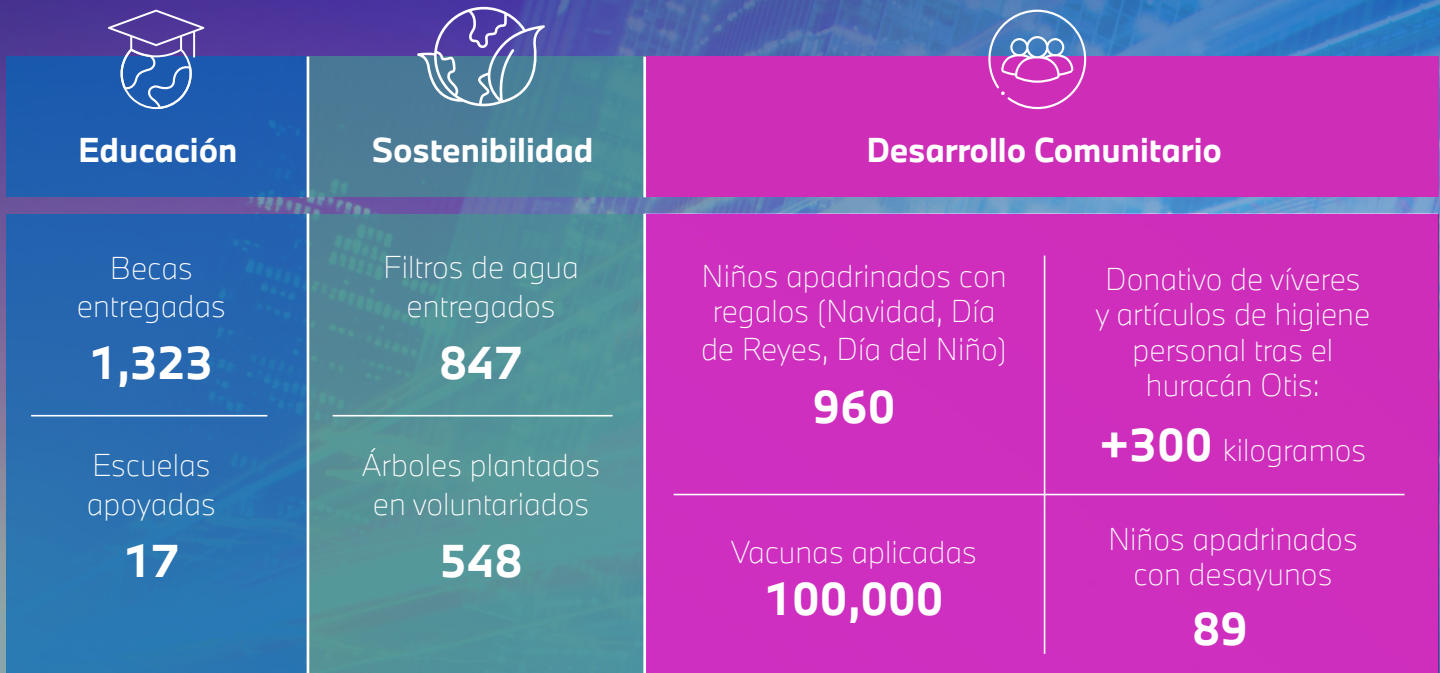 Educación
Sostenibilidad
Desarrollo Comunitario
Becas
entregadas
1,323
Escuelas
apoyadas
17
Filtros de agua
entregados
847
Árboles plantados
en voluntariados
548
Niños apadrinados con
regalos (Navidad, Día
de Reyes, Día del Niño)
960
Donativo de víveres
y artículos de higiene
personal tras el
huracán Otis:
+300 kilogramos
Vacunas aplicadas
100,000
Niños apadrinados
con desayunos
89